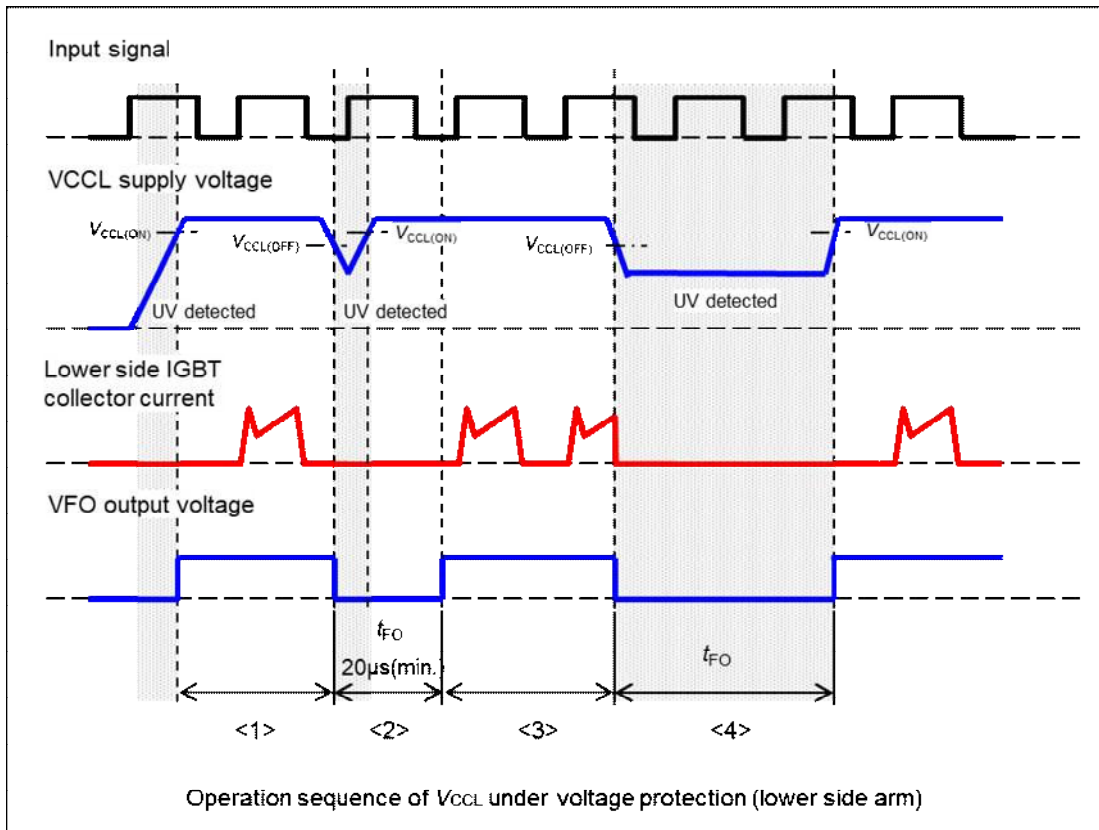 Input signal
VCCL supply voltage
VCCL(ON)
VCCL(OFF)
VCCL(ON)
VCCL(OFF)
VCCL(ON)
UV detected
UV detected
UV detected
Lower side IGBT
collector current
VFO output voltage
tFO
20µs(min.)
tFO
<1>
<2>
<3>
<4>
Operation sequence of VCCL under voltage protection (lower side arm)